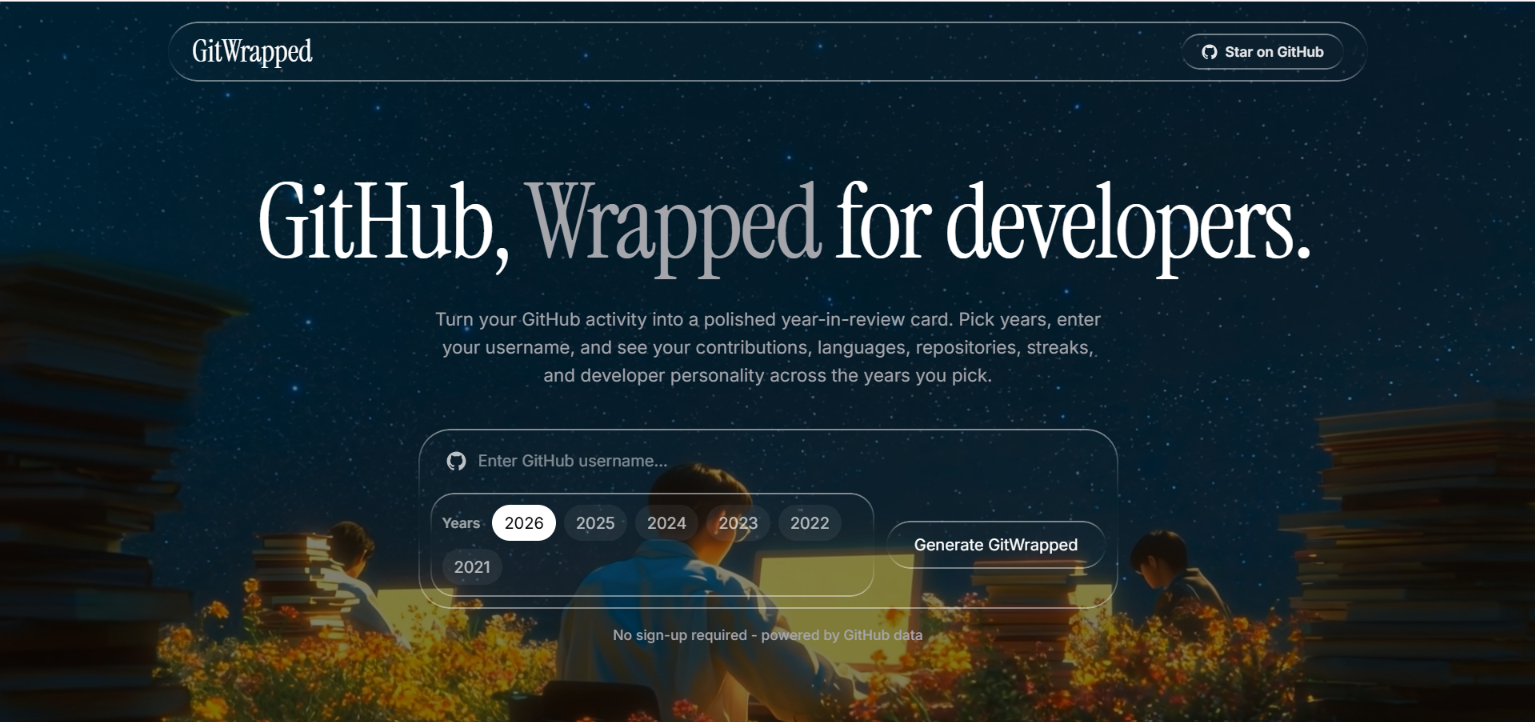 GitWrapped
Star on GitHub
GitHub, Wrapped for developers.
Turn your GitHub activity into a polished year-in-review card. Pick years, enter
your username, and see your contributions, languages, repositories, streaks,
and developer personality across the years you pick.
Enter GitHub username...
Years 2026 2025 2024 2023 2022
2021
Generate GitWrapped
No sign-up required - powered by GitHub data